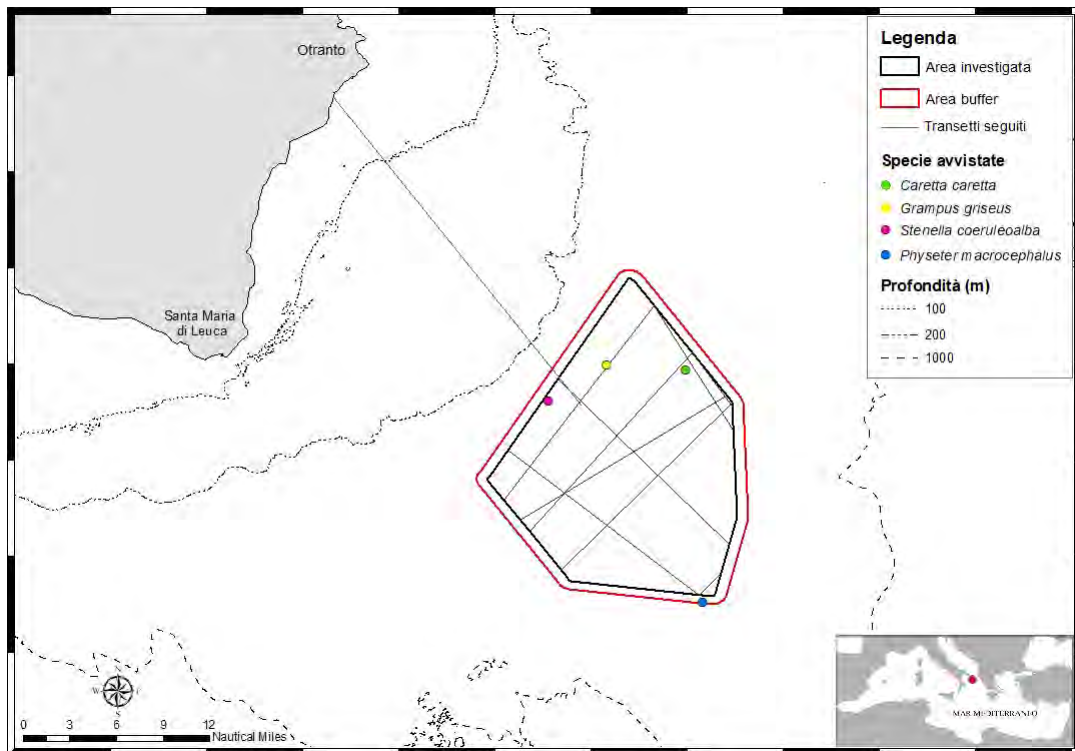 Otranto
Santa Maria
di Leuca
Legenda
Area investigata
Area buffer
Transetti seguiti
Specie avvistate
Caretta caretta
Grampus griseus
Stenella coeruleoalba
Physeter macrocephalus
Profondità (m)
100
200
1000
N
W E
S
0 3 6 9 12
Nautical Miles
MAR MEDITERRANEO